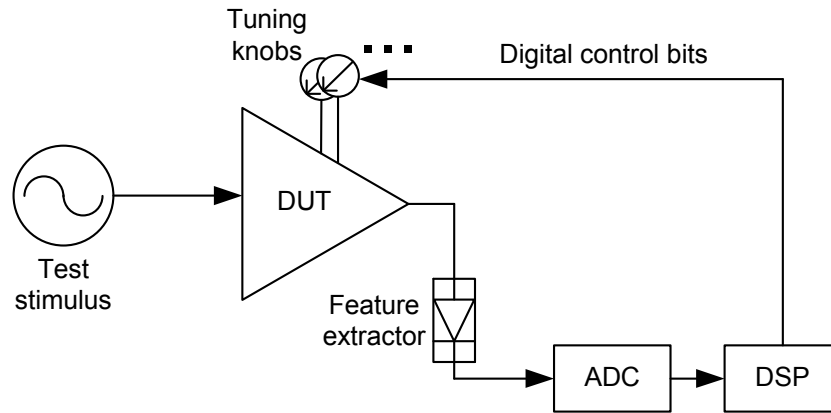 Tuning
knobs
Digital control bits
DUT
Test
stimulus
Feature
extractor
ADC
DSP